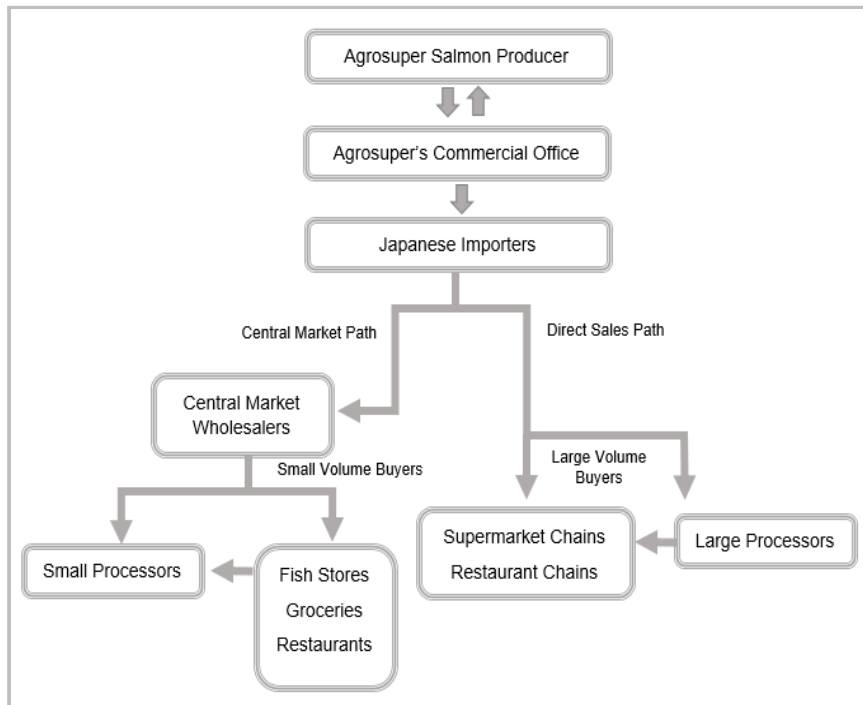 Agrosuper Salmon Producer
Agrosuper's Commercial Office
Japanese Importers
Central Market Path
Direct Sales Path
Central Market
Wholesalers
Small Volume Buyers
Large Volume
Buyers
Small Processors
Fish Stores
Groceries
Restaurants
Supermarket Chains
Restaurant Chains
Large Processors